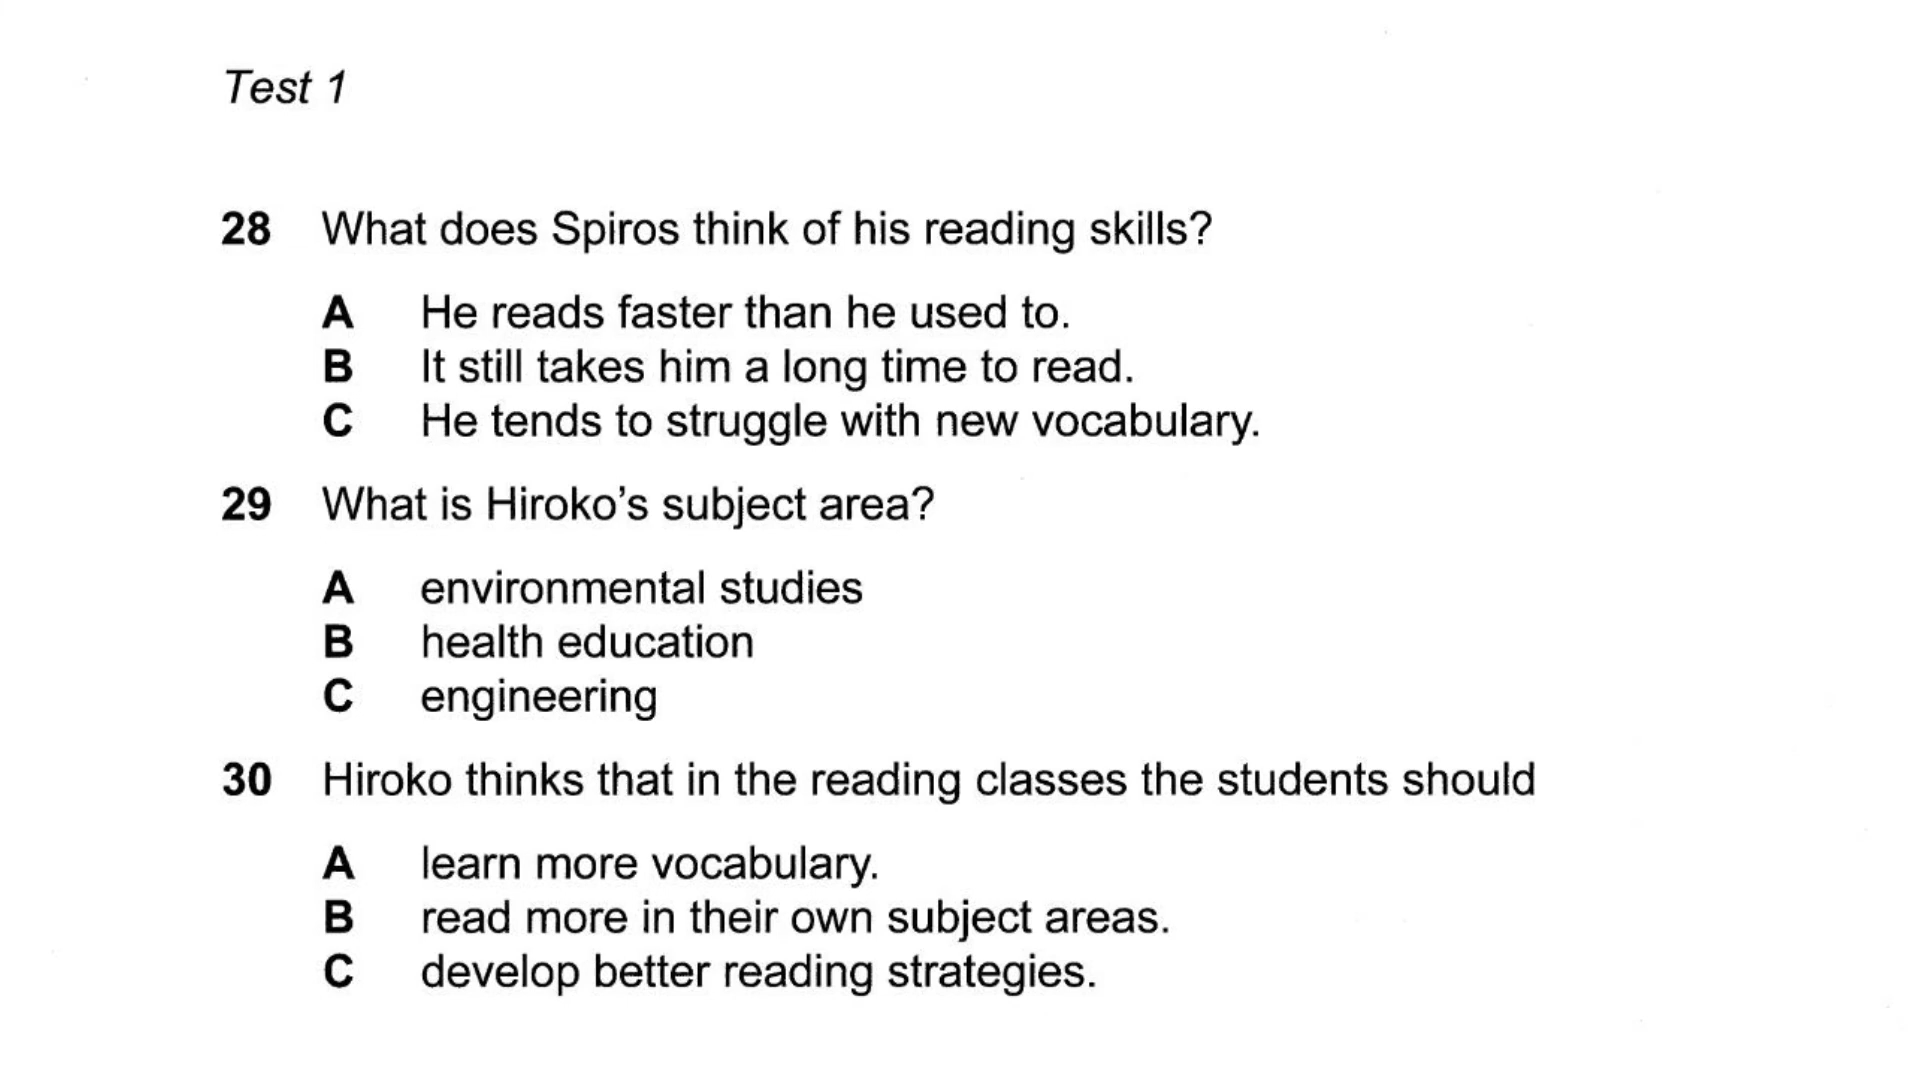 Test 1
28 What does Spiros think of his reading skills?
A He reads faster than he used to.
B It still takes him a long time to read.
C He tends to struggle with new vocabulary.
29 What is Hiroko’s subject area?
A environmental studies
B health education
C engineering
30 Hiroko thinks that in the reading classes the students should
A learn more vocabulary.
B read more in their own subject areas.
C develop better reading strategies.